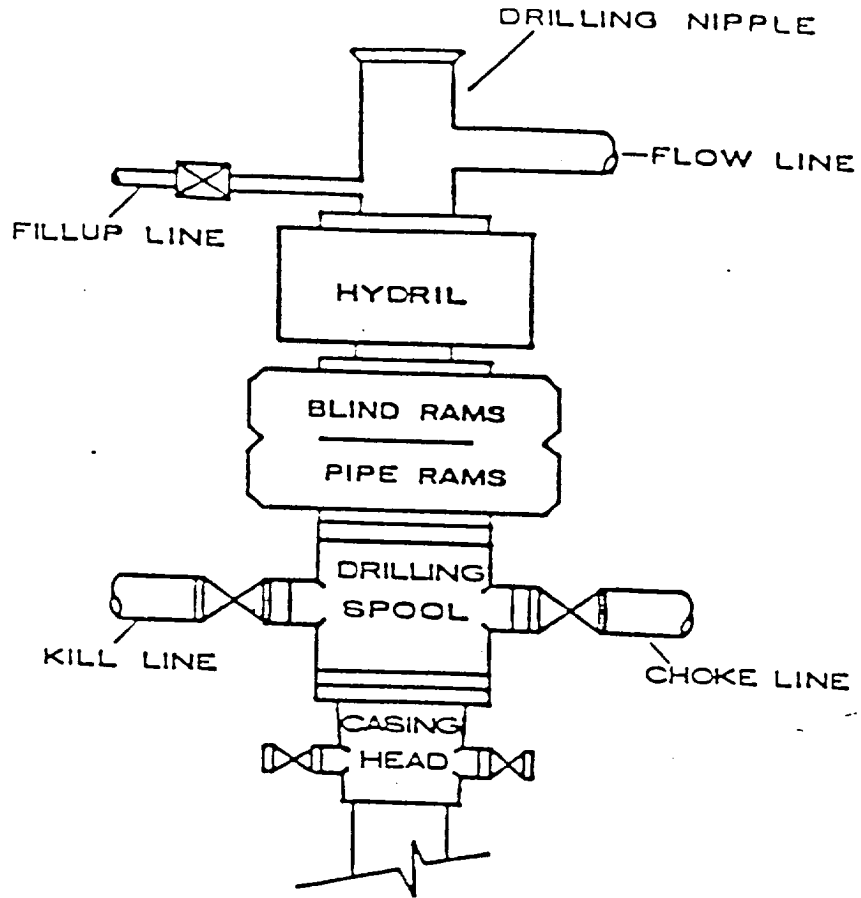 DRILLING NIPPLE
FLOW LINE
FILLUP LINE
HYDRIL
BLIND RAMS
PIPE RAMS
DRILLING
SPOOL
KILL LINE
CHOKE LINE
CASING
HEAD